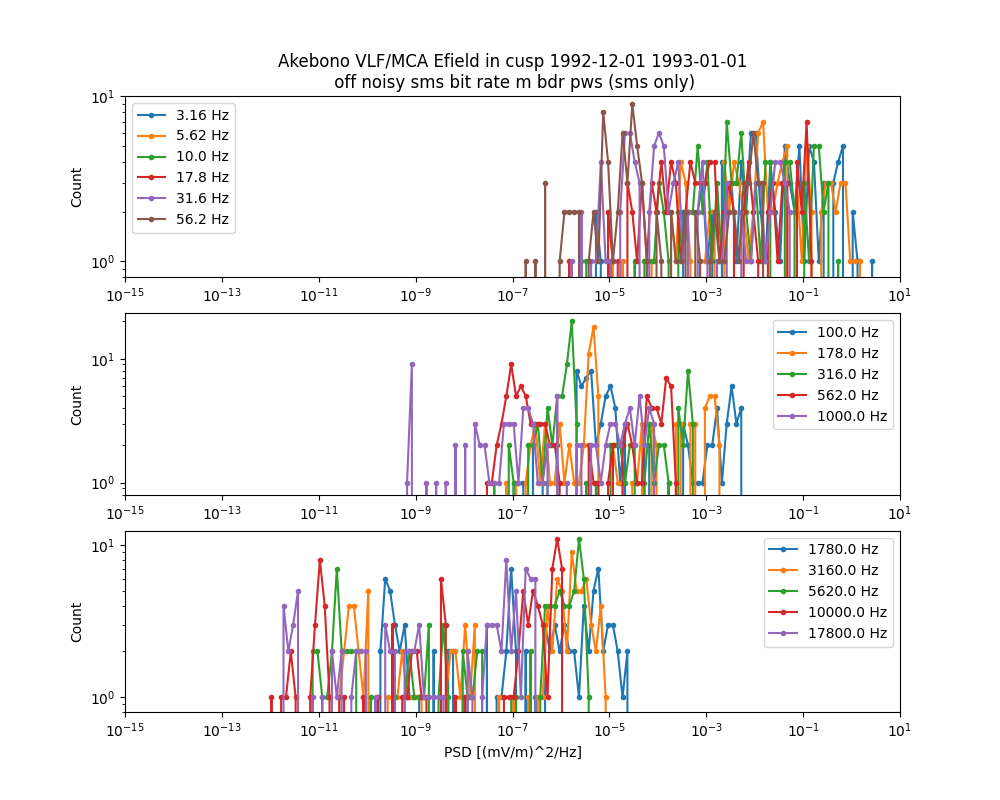 Akebono VLF/MCA Efield in cusp 1992-12-01 1993-01-01
off noisy sms bit rate m bdr pws (sms only)
10^1
10^0
Count
3.16 Hz
5.62 Hz
10.0 Hz
17.8 Hz
31.6 Hz
56.2 Hz
10^-15 10^-13 10^-11 10^-9 10^-7 10^-5 10^-3 10^-1 10^1
10^1
10^0
Count
100.0 Hz
178.0 Hz
316.0 Hz
562.0 Hz
1000.0 Hz
10^-15 10^-13 10^-11 10^-9 10^-7 10^-5 10^-3 10^-1 10^1
10^1
10^0
Count
1780.0 Hz
3160.0 Hz
5620.0 Hz
10000.0 Hz
17800.0 Hz
10^-15 10^-13 10^-11 10^-9 10^-7 10^-5 10^-3 10^-1 10^1
PSD [(mV/m)^2/Hz]